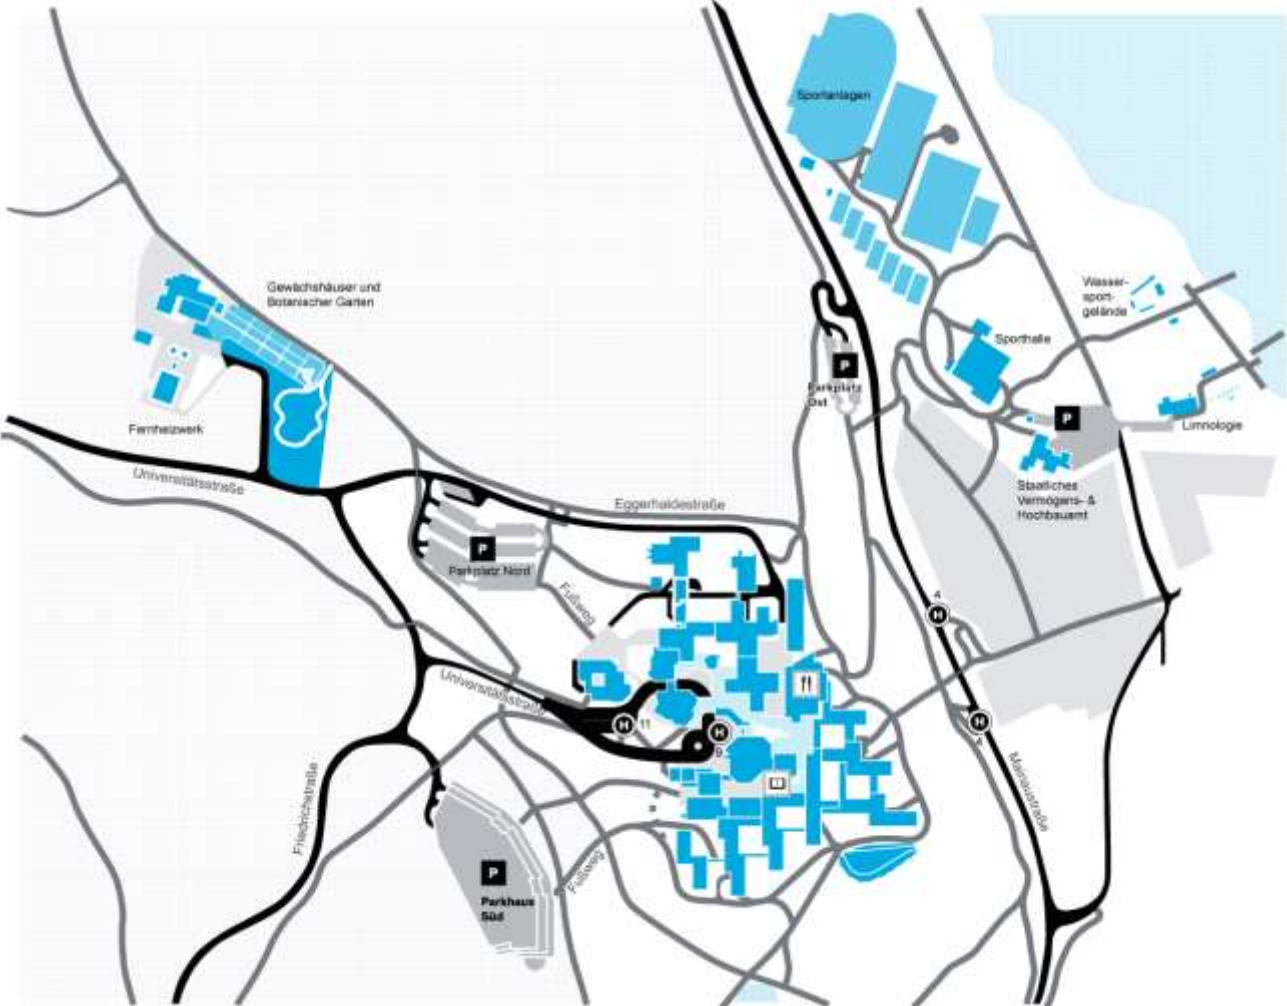 Sportanlagen
Gewächshäuser und
Botanischer Garten
Wasser-
sport-
gelände
Sporthalle
P
Parkplatz
Ost
P
Limnologie
Fernheizwerk
Universitätsstraße
Staatliches
Vermögens- &
Hochbauamt
Eggerhaldestraße
P
Parkplatz Nord
Fußweg
4
H
Universitätsstraße
H 11
H
9
H
4
Mainaustraße
Friedrichstraße
P
Parkhaus
Süd
Fußweg